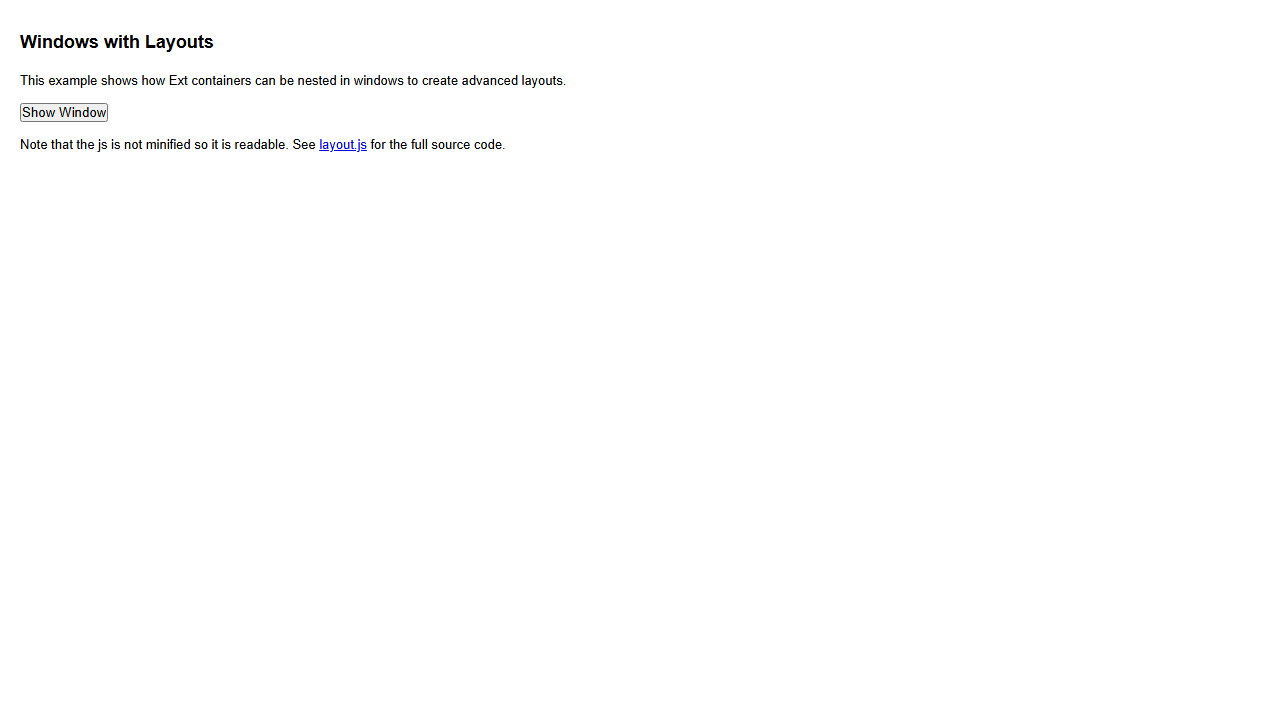 Windows with Layouts
This example shows how Ext containers can be nested in windows to create advanced layouts.
Show Window
Note that the js is not minified so it is readable. See layout.js for the full source code.